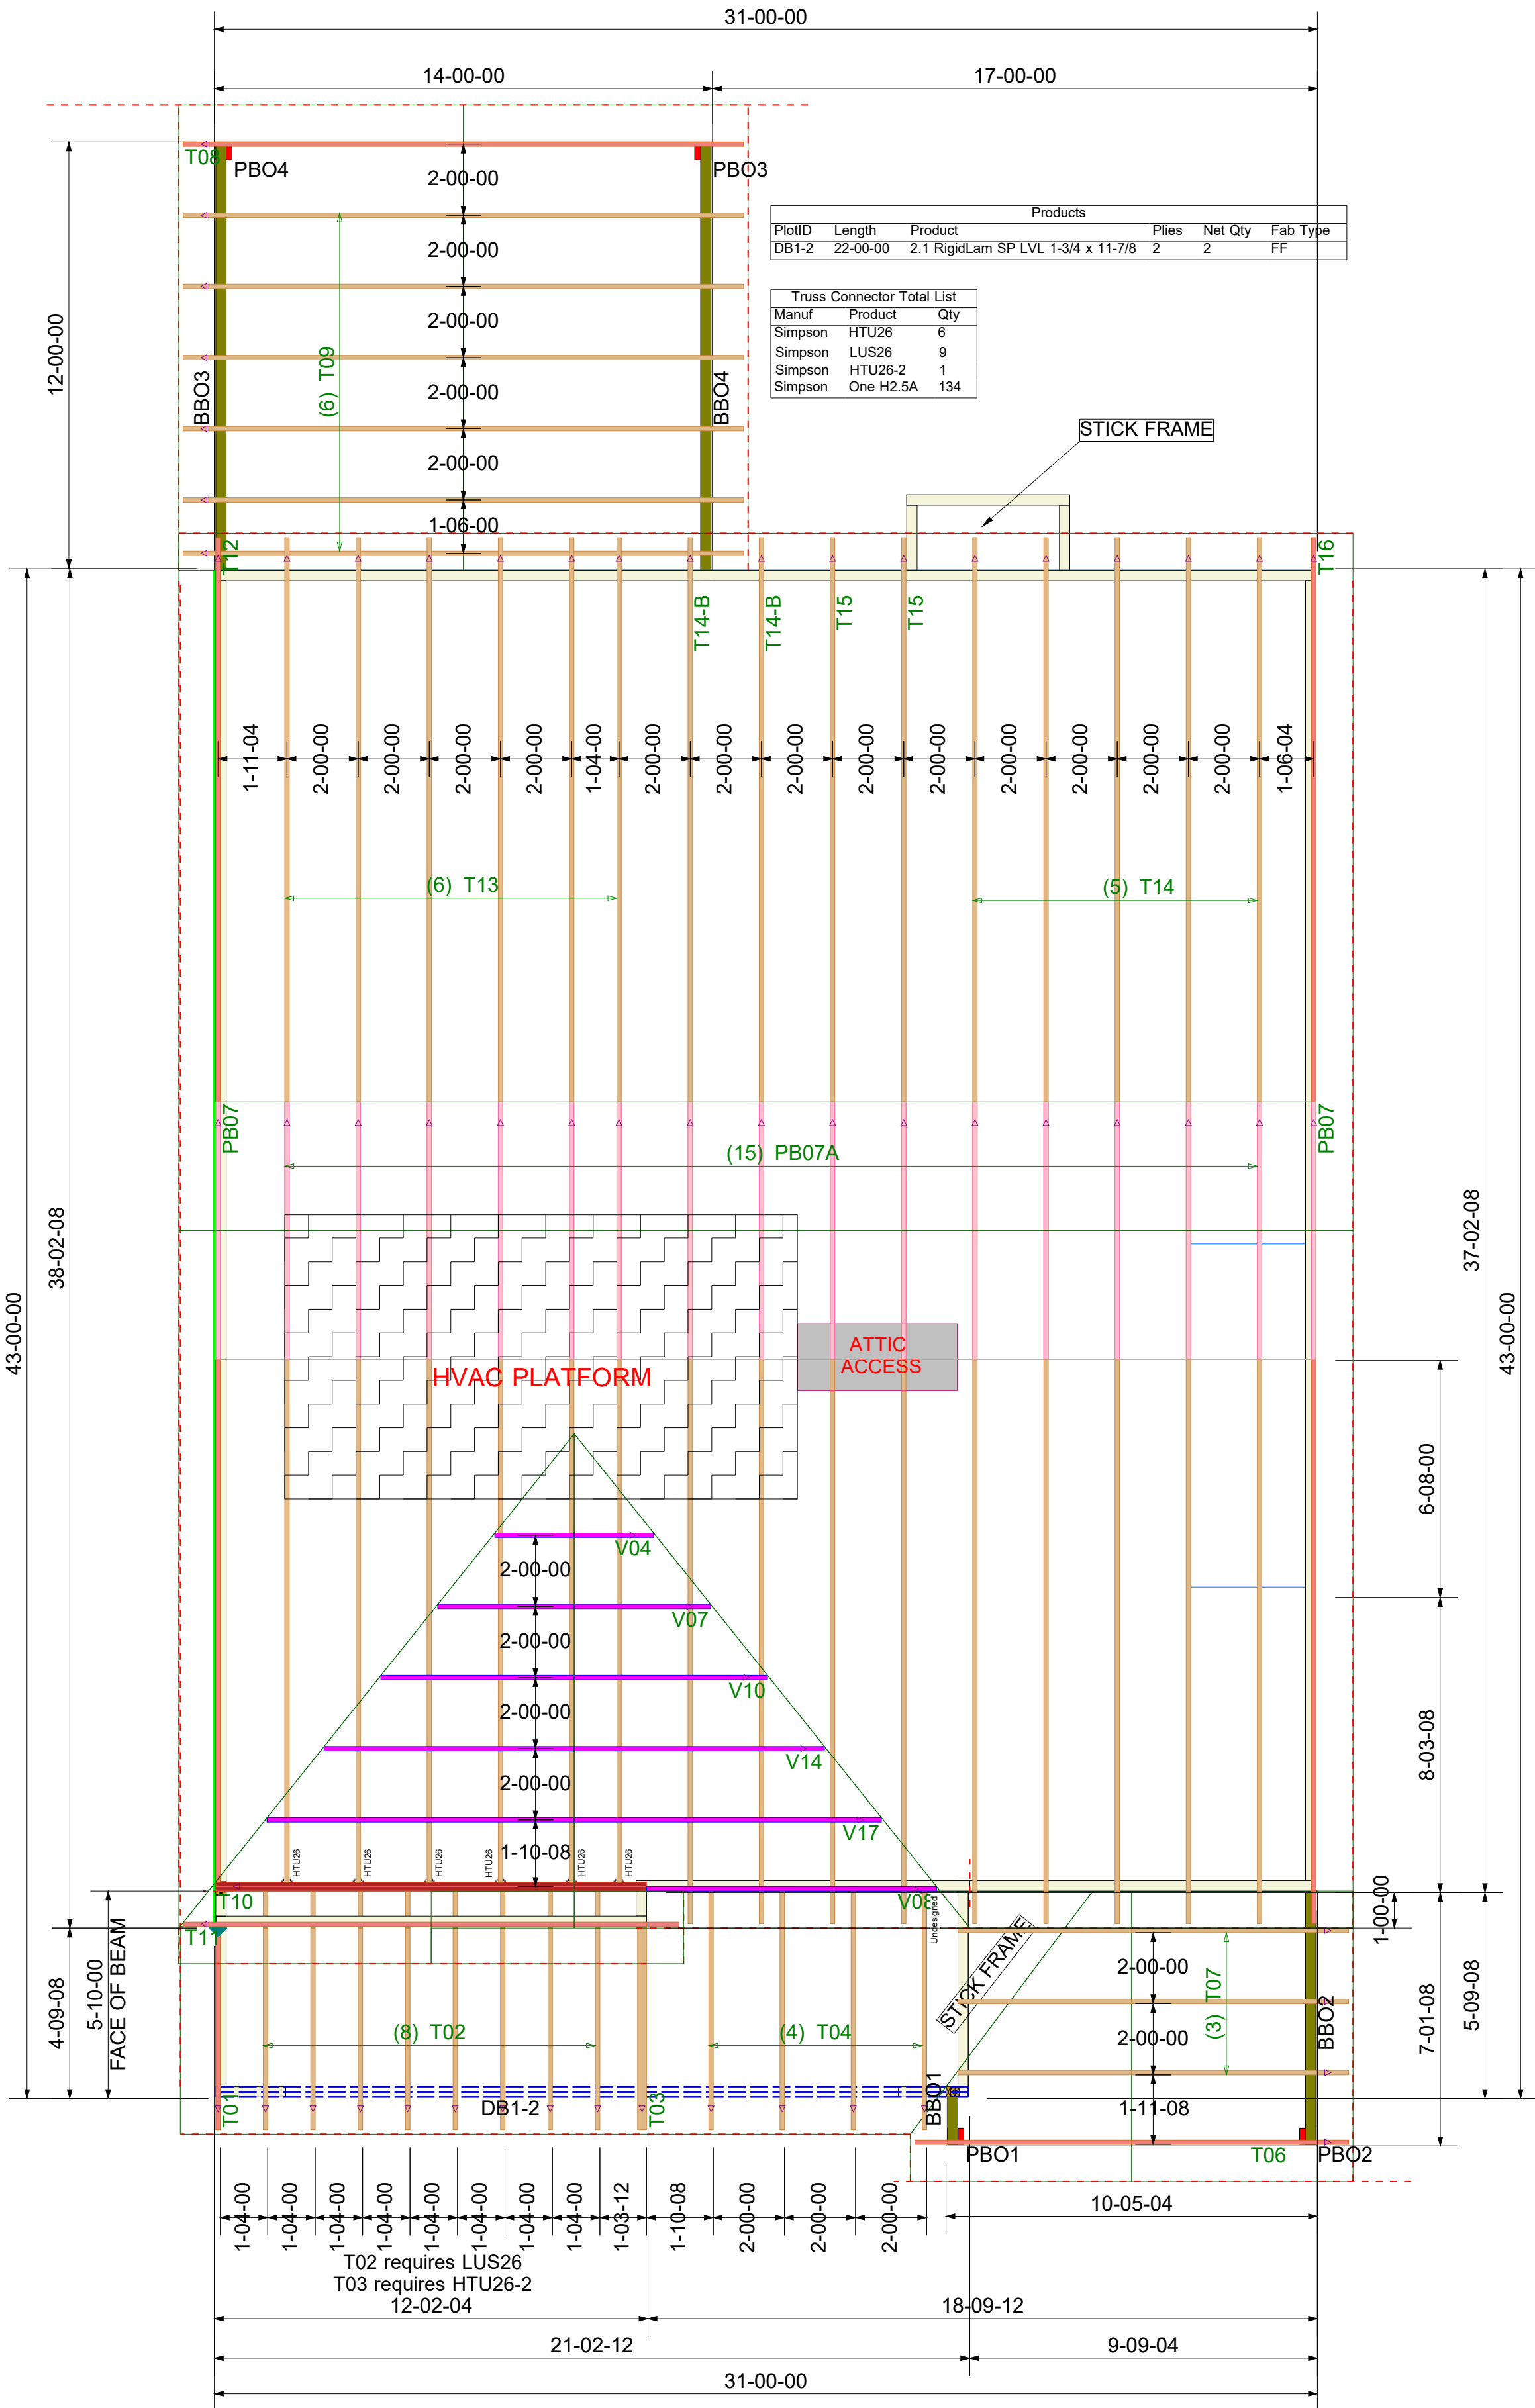 31-00-00
14-00-00
17-00-00
T08
PBO4
PBO3
2-00-00
2-00-00
2-00-00
2-00-00
2-00-00
1-06-00
12-00-00
BBO3
(6) T09
BBO4
Products
PlotID Length Product Plies Net Qty Fab Type
DB1-2 22-00-00 2.1 RigidLam SP LVL 1-3/4 x 11-7/8 2 2 FF
Truss Connector Total List
Manuf Product Qty
Simpson HTU26 6
Simpson LUS26 9
Simpson HTU26-2 1
Simpson One H2.5A 134
STICK FRAME
T12
T14-B
T14-B
T15
T15
T16
1-11-04
2-00-00
2-00-00
2-00-00
2-00-00
1-04-00
2-00-00
2-00-00
2-00-00
2-00-00
2-00-00
2-00-00
2-00-00
2-00-00
2-00-00
1-06-04
(6) T13
(5) T14
PB07
PB07
(15) PB07A
43-00-00
38-02-08
37-02-08
43-00-00
HVAC PLATFORM
ATTIC
ACCESS
6-08-00
8-03-08
V04
2-00-00
V07
2-00-00
V10
2-00-00
V14
2-00-00
V17
1-10-08
HTU26
HTU26
HTU26
HTU26
HTU26
HTU26
T10
V08
Undesigned
T11
1-00-00
STICK FRAME
4-09-08
5-10-00
FACE OF BEAM
(8) T02
(4) T04
2-00-00
2-00-00
(3) T07
BBO2
7-01-08
5-09-08
T01
DB1-2
T03
BBO1
1-11-08
PBO1
T06
PBO2
1-04-00
1-04-00
1-04-00
1-04-00
1-04-00
1-04-00
1-04-00
1-04-00
1-03-12
1-10-08
2-00-00
2-00-00
2-00-00
10-05-04
T02 requires LUS26
T03 requires HTU26-2
12-02-04
18-09-12
21-02-12
9-09-04
31-00-00